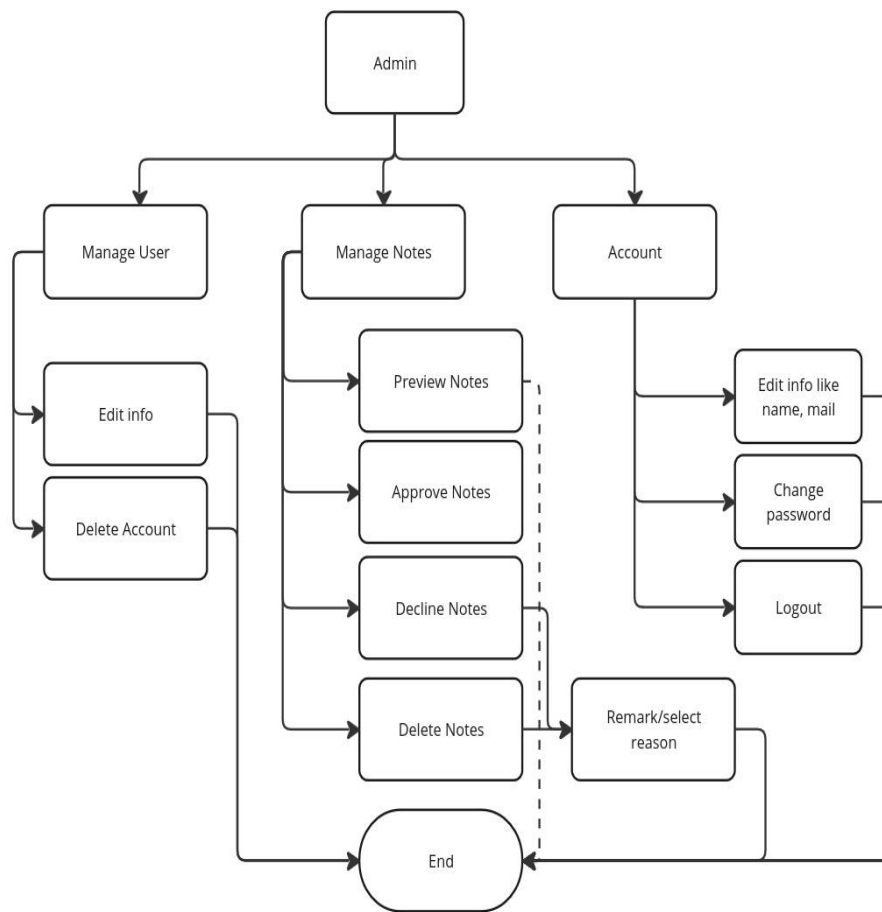 Admin
Manage User
Manage Notes
Account
Edit info
Delete Account
Preview Notes
Approve Notes
Decline Notes
Delete Notes
Remark/select
reason
Edit info like
name, mail
Change
password
Logout
End